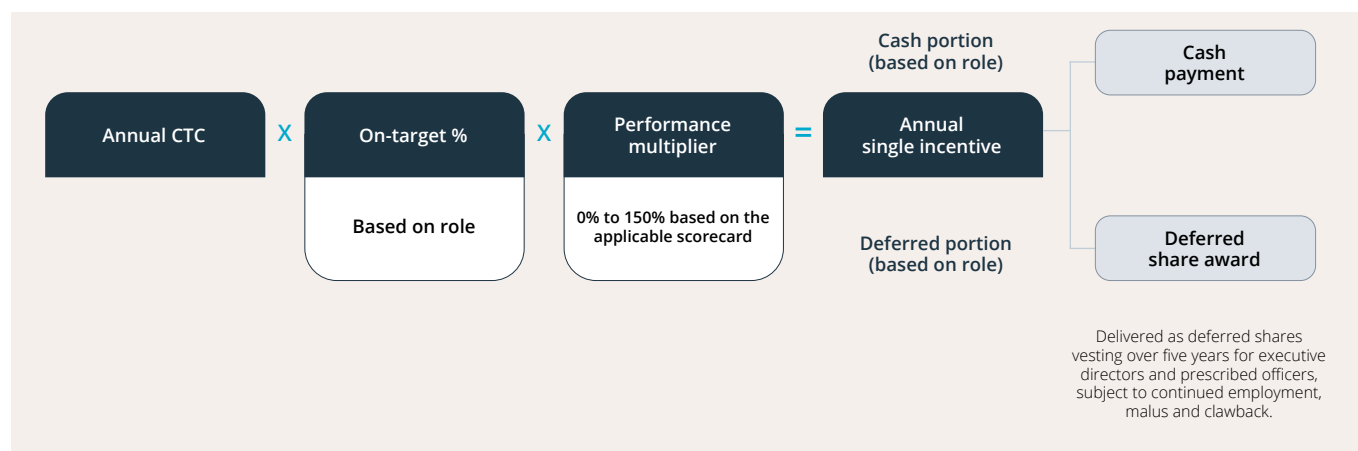 Annual CTC
X
On-target %
Based on role
X
Performance
multiplier
0% to 150% based on the
applicable scorecard
=
Cash portion
(based on role)
Annual
single incentive
Deferred portion
(based on role)
Cash
payment
Deferred
share award
Delivered as deferred shares
vesting over five years for executive
directors and prescribed officers,
subject to continued employment,
malus and clawback.